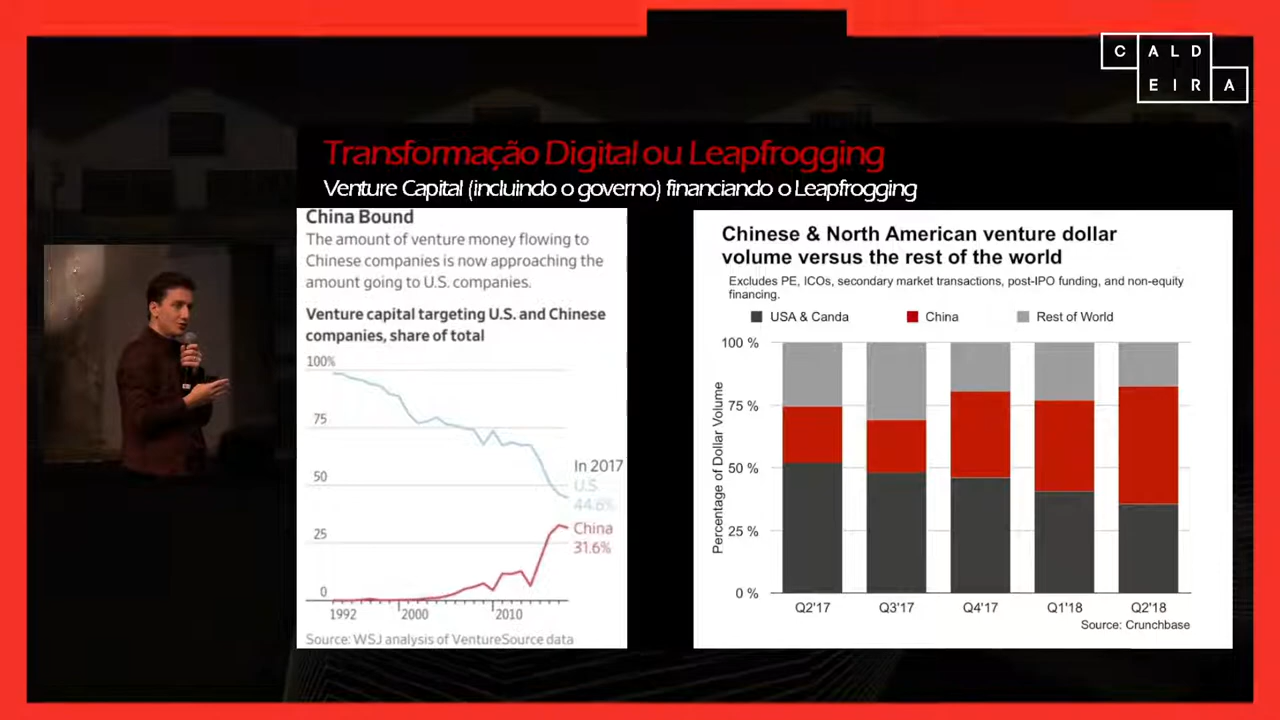 CALD
EIRA
Transformação Digital ou Leapfrogging
Venture Capital (incluindo o governo) financiando o Leapfrogging
China Bound
The amount of venture money flowing to
Chinese companies is now approaching the
amount going to U.S. companies.
Venture capital targeting U.S. and Chinese
companies, share of total
100%
75
50
25
0
In 2017
U.S.
44.6%
China
31.6%
1992
2000
2010
Source: WSJ analysis of VentureSource data
Chinese & North American venture dollar
volume versus the rest of the world
Excludes PE, ICOs, secondary market transactions, post-IPO funding, and non-equity
financing.
USA & Canda
China
Rest of World
Percentage of Dollar Volume
100 %
75 %
50 %
25 %
0 %
Q2'17
Q3'17
Q4'17
Q1'18
Q2'18
Source: Crunchbase